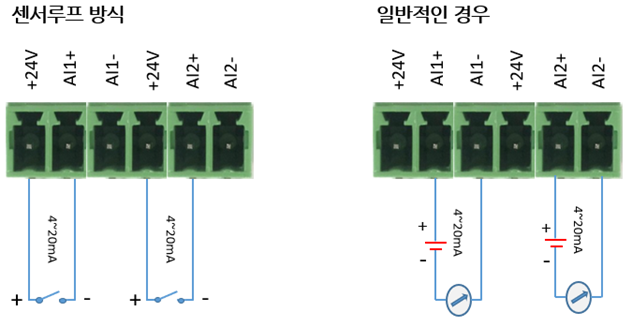 센서루프 방식
일반적인 경우
+24V
AI1+
AI1-
+24V
AI2+
AI2-
+24V
AI1+
AI1-
+24V
AI2+
AI2-
4~20mA
4~20mA
4~20mA
4~20mA
+ -
+ -
+
-
+
-